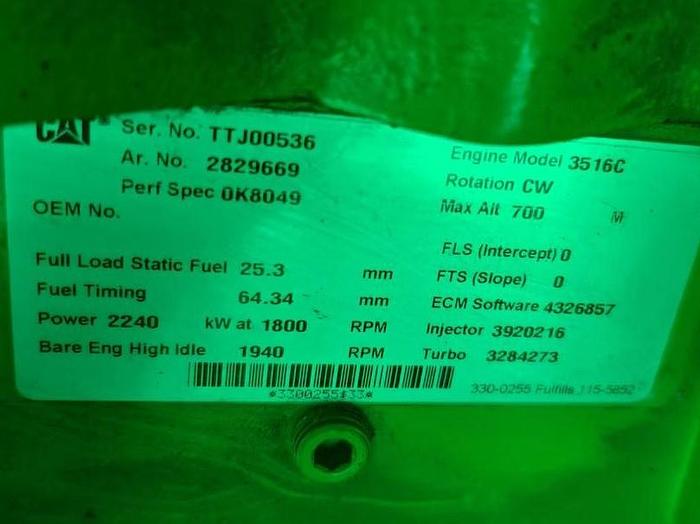 CAT
Ser. No. TTJ00536
Ar. No. 2829669
Perf Spec 0K8049
OEM No.
Engine Model 3516C
Rotation CW
Max Alt 700 M
Full Load Static Fuel 25.3 mm
Fuel Timing 64.34 mm
Power 2240 kW at 1800 RPM
Bare Eng High Idle 1940 RPM
FLS (Intercept) 0
FTS (Slope) 0
ECM Software 4326857
Injector 3920216
Turbo 3284273
*3300255#33*
330-0255 Fulfills 115-5852